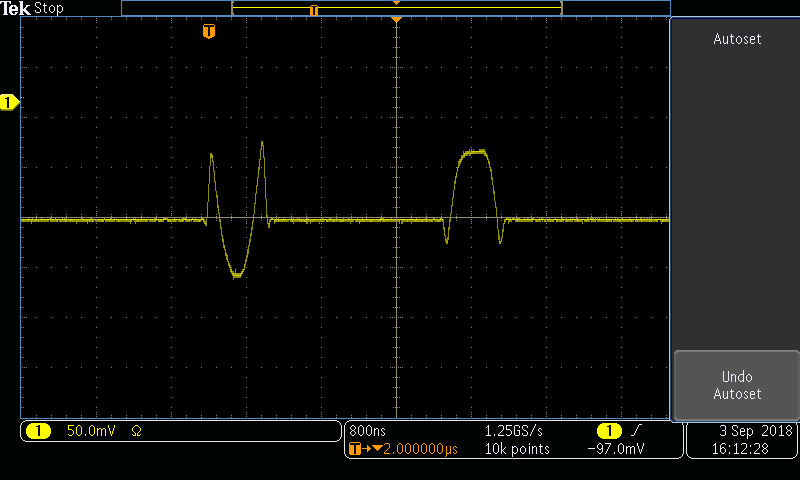 Tek Stop
T
T
1
Autoset
Undo
Autoset
1 50.0mV Ω
800ns 1.25GS/s 1 /
T→▼2.000000µs 10k points −97.0mV
3 Sep 2018
16:12:28